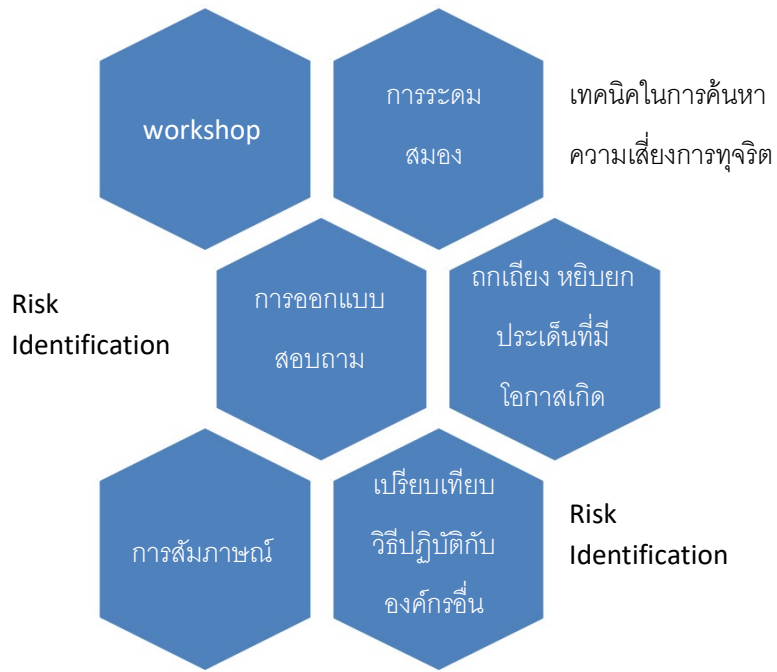 workshop
การระดม
สมอง
เทคนิคในการค้นหา
ความเสี่ยงการทุจริต
Risk
Identification
การออกแบบ
สอบถาม
ถกเถียง หยิบยก
ประเด็นที่มี
โอกาสเกิด
การสัมภาษณ์
เปรียบเทียบ
วิธีปฏิบัติกับ
องค์กรอื่น
Risk
Identification